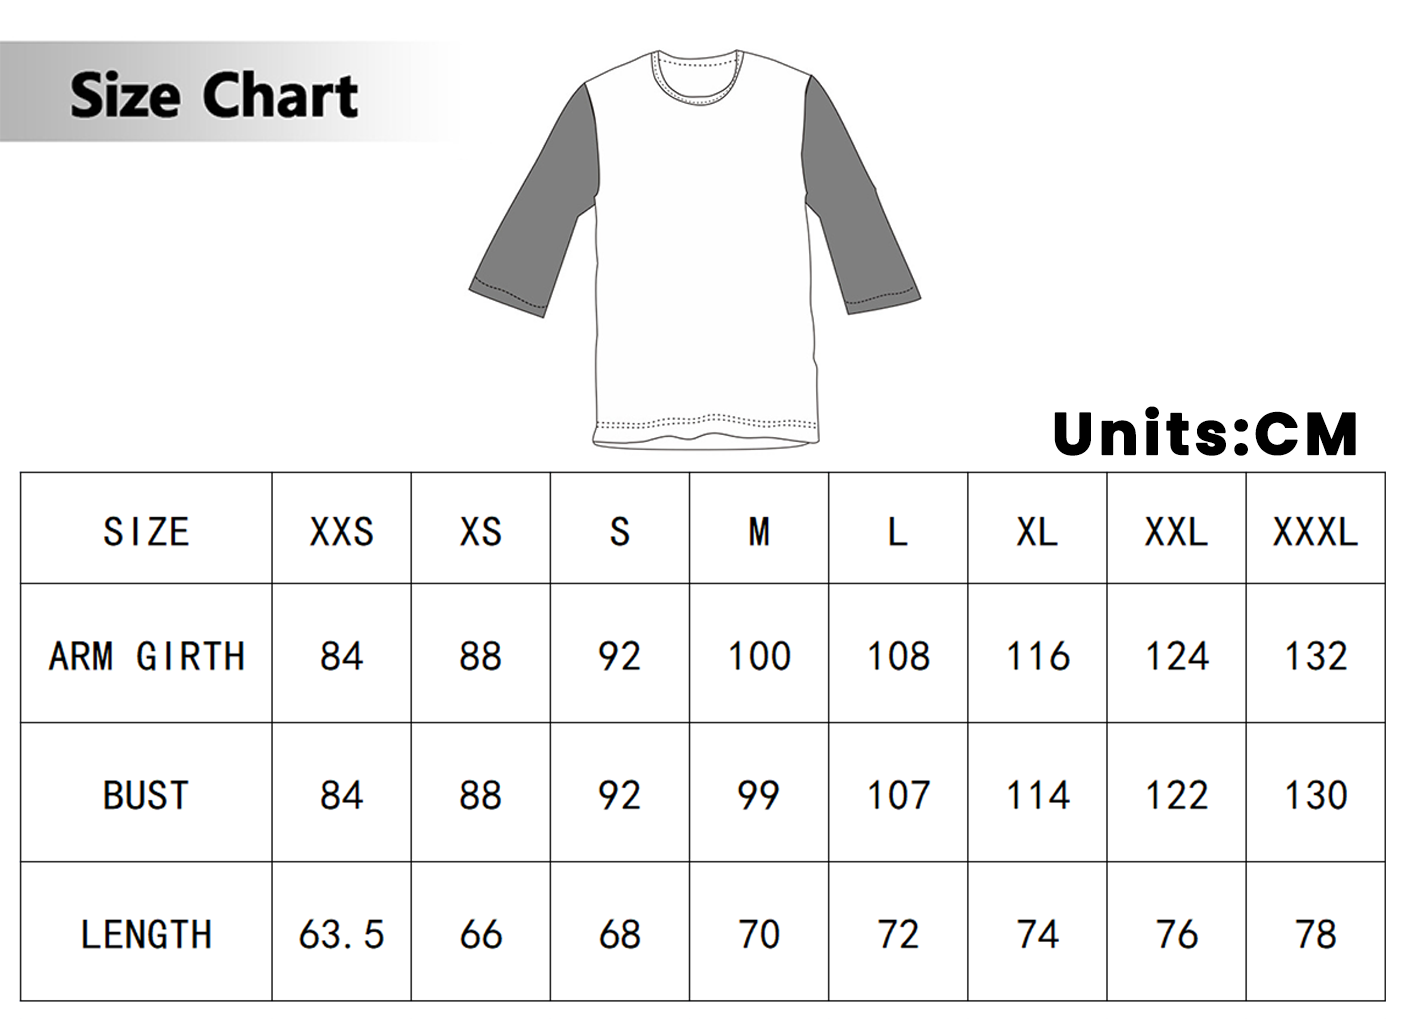 Size Chart
Units:CM
SIZE XXS XS S M L XL XXL XXXL
ARM GIRTH 84 88 92 100 108 116 124 132
BUST 84 88 92 99 107 114 122 130
LENGTH 63.5 66 68 70 72 74 76 78